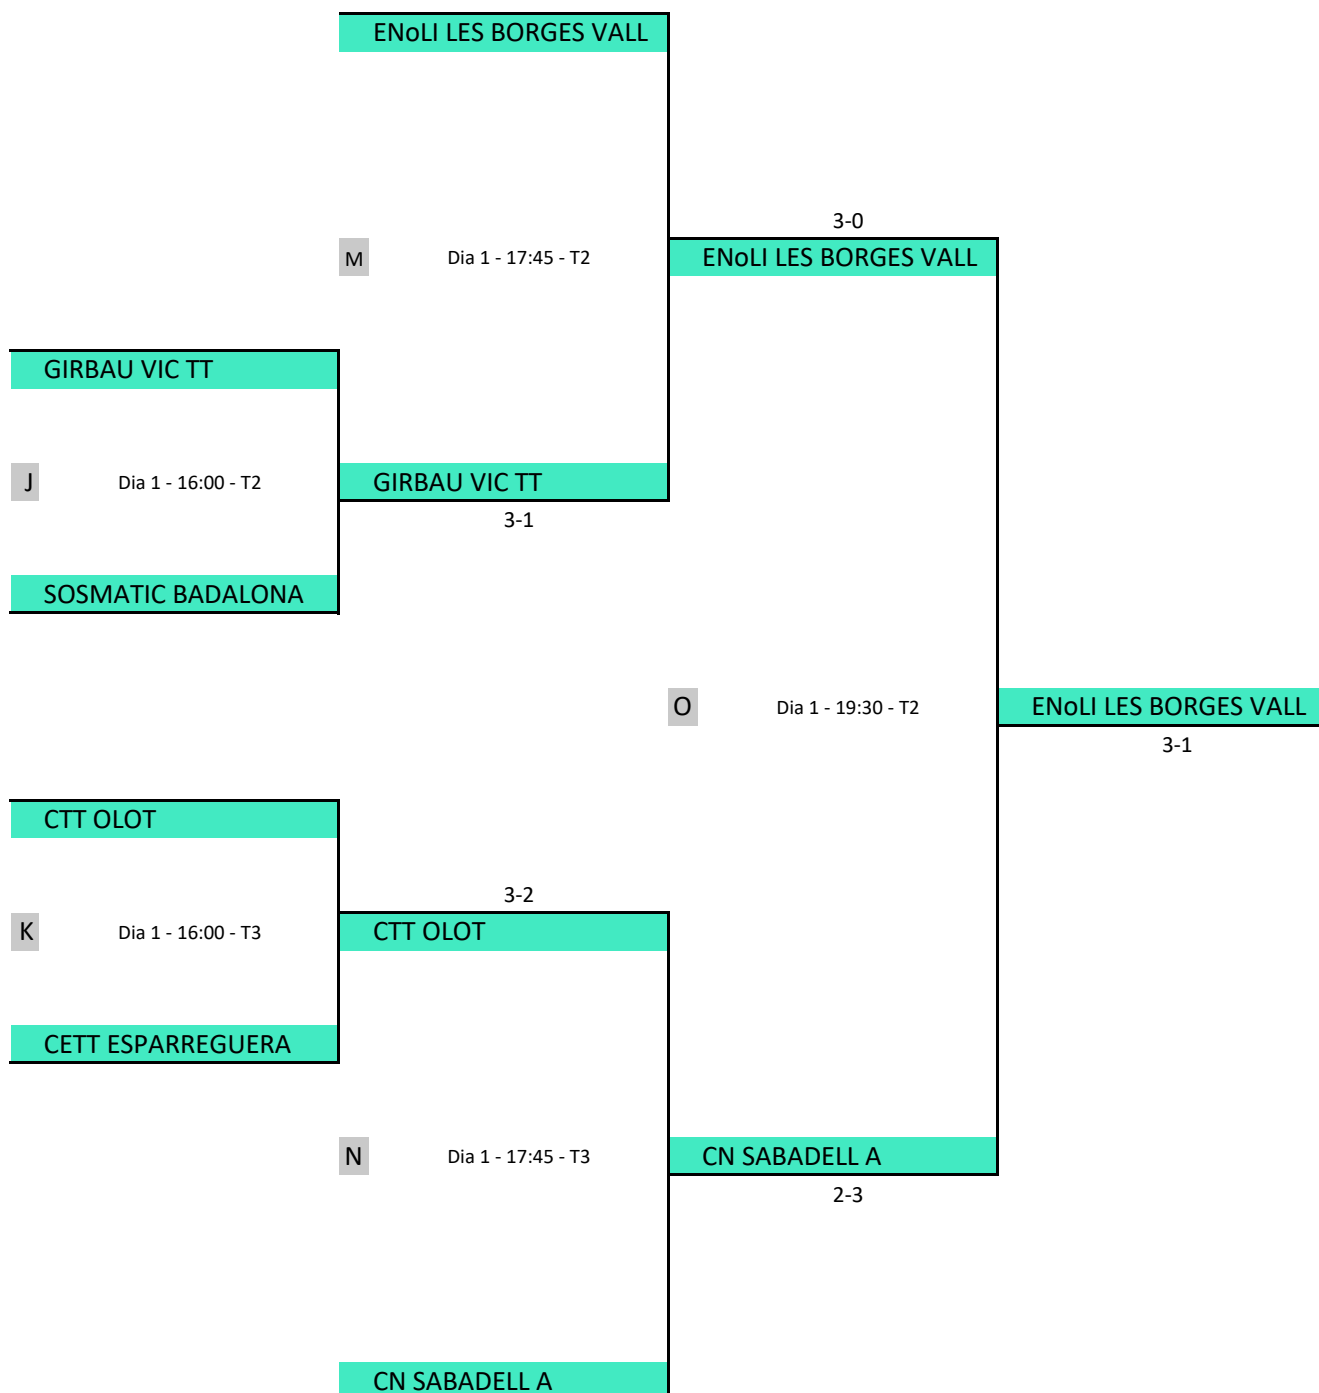 ENoLI LES BORGES VALL
3-0
M Dia 1 - 17:45 - T2 ENoLI LES BORGES VALL
GIRBAU VIC TT
J Dia 1 - 16:00 - T2 GIRBAU VIC TT
3-1
SOSMATIC BADALONA
O Dia 1 - 19:30 - T2 ENoLI LES BORGES VALL
3-1
CTT OLOT
3-2
K Dia 1 - 16:00 - T3 CTT OLOT
CETT ESPARREGUERA
N Dia 1 - 17:45 - T3 CN SABADELL A
2-3
CN SABADELL A